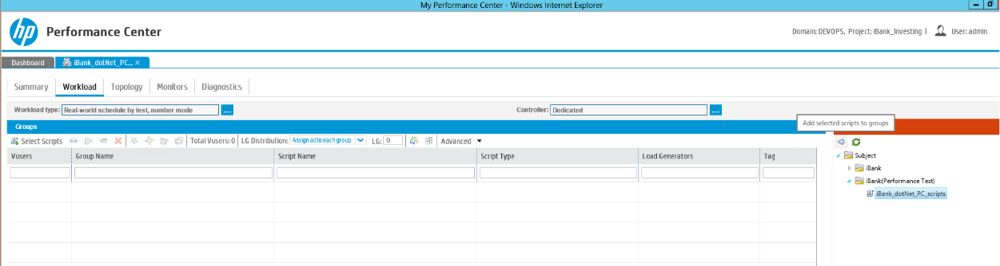 My Performance Center - Windows Internet Explorer
hp Performance Center
Domain: DEVOPS, Project: iBank_Investing | User: admin
Dashboard iBank_dotNet_PC... ×
Summary Workload Topology Monitors Diagnostics
Workload type: Real-world schedule by test, number mode ... Controller: Dedicated ...
Add selected scripts to groups
Groups
Select Scripts Total Vusers: 0 LG Distribution: Assign all to each group LG: 0 Advanced
Vusers Group Name Script Name Script Type Load Generators Tag
Subject
iBank
iBank(Performance Test)
iBank_dotNet_PC_scripts